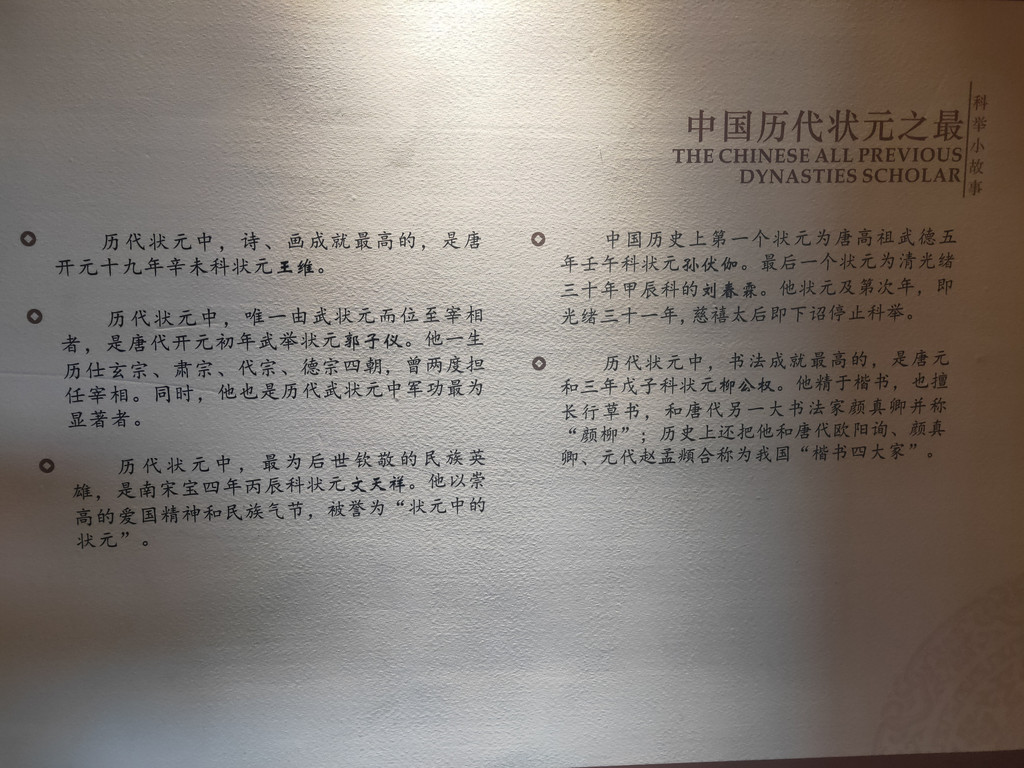 中国历代状元之最
THE CHINESE ALL PREVIOUS
DYNASTIES SCHOLAR
科举小故事
历代状元中，诗、画成就最高的，是唐
开元十九年辛未科状元王维。
历代状元中，唯一由武状元而位至宰相
者，是唐代开元初年武举状元郭子仪。他一生
历仕玄宗、肃宗、代宗、德宗四朝，曾两度担
任宰相。同时，他也是历代武状元中军功最为
显著者。
历代状元中，最为后世钦敬的民族英
雄，是南宋宝四年丙辰科状元文天祥。他以崇
高的爱国精神和民族气节，被誉为“状元中的
状元”。
中国历史上第一个状元为唐高祖武德五
年壬午科状元孙伏伽。最后一个状元为清光绪
三十年甲辰科的刘春霖。他状元及第次年，即
光绪三十一年，慈禧太后即下诏停止科举。
历代状元中，书法成就最高的，是唐元
和三年戊子科状元柳公权。他精于楷书，也擅
长行草书，和唐代另一大书法家颜真卿并称
“颜柳”；历史上还把他和唐代欧阳询、颜真
卿、元代赵孟頫合称为我国“楷书四大家”。